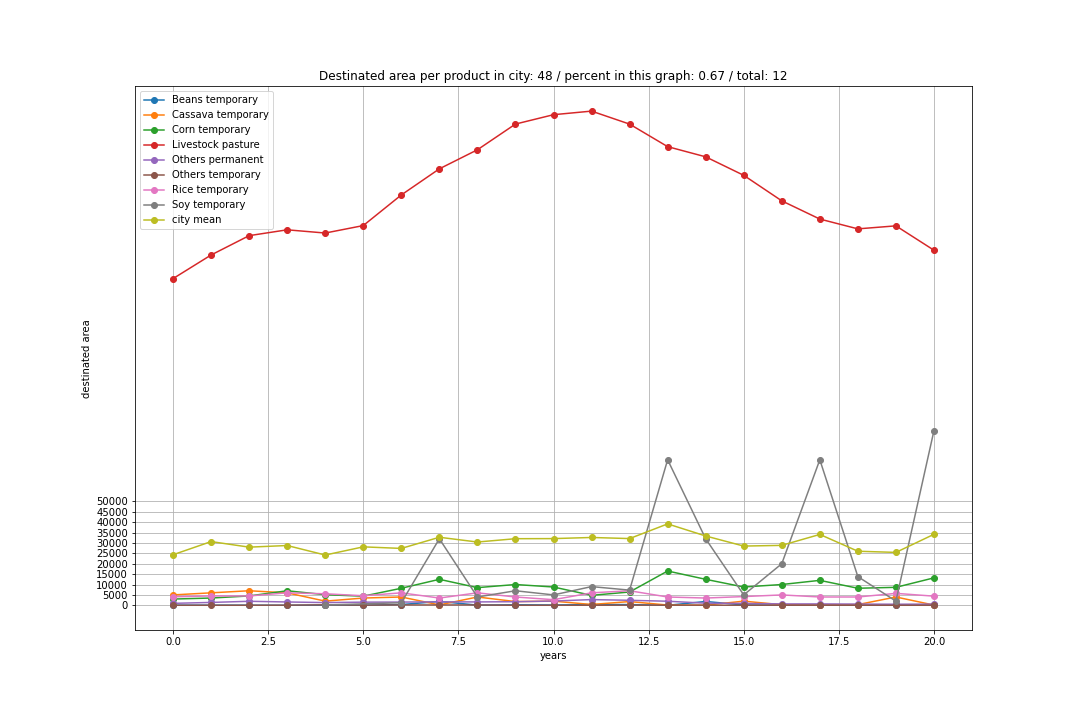 Destinated area per product in city: 48 / percent in this graph: 0.67 / total: 12
Beans temporary
Cassava temporary
Corn temporary
Livestock pasture
Others permanent
Others temporary
Rice temporary
Soy temporary
city mean
destinated area
50000
45000
40000
35000
30000
25000
20000
15000
10000
5000
0
0.0 2.5 5.0 7.5 10.0 12.5 15.0 17.5 20.0
years